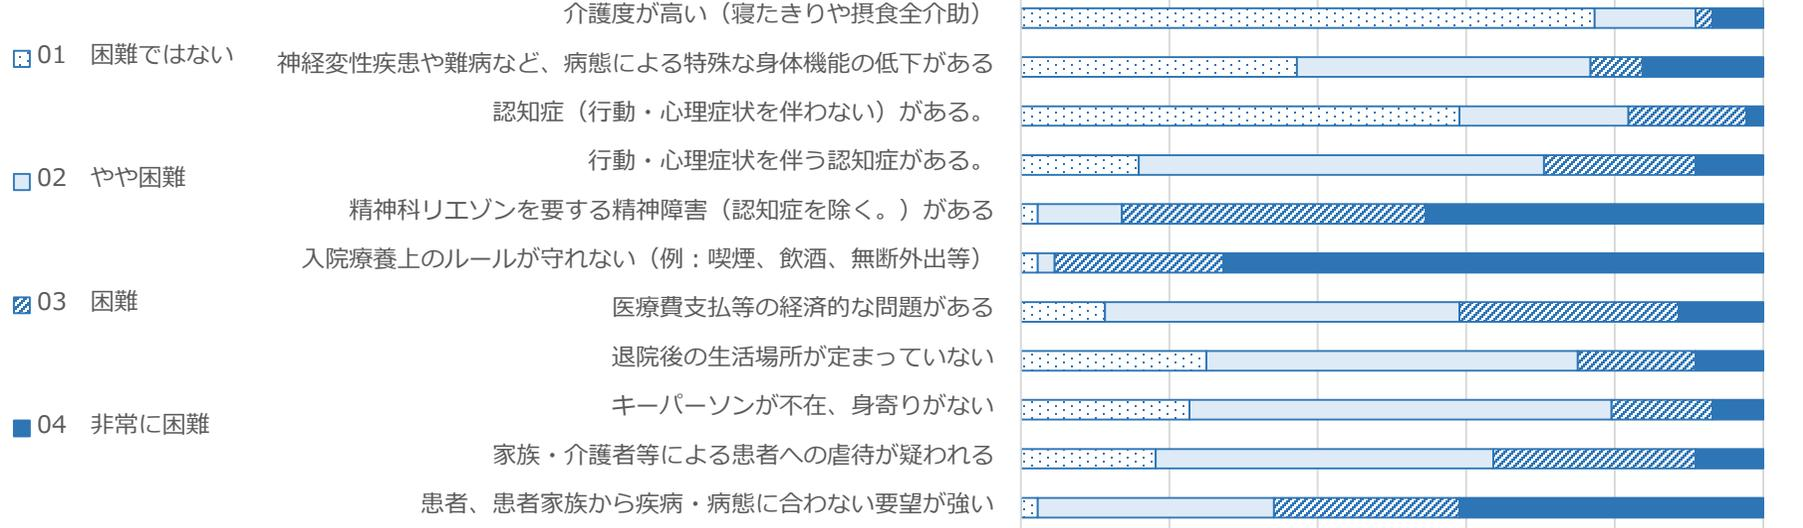 介護度が高い（寝たきりや摂食全介助）
01 困難ではない
神経変性疾患や難病など、病態による特殊な身体機能の低下がある
認知症（行動・心理症状を伴わない）がある。
行動・心理症状を伴う認知症がある。
02 やや困難
精神科リエゾンを要する精神障害（認知症を除く。）がある
入院療養上のルールが守れない（例：喫煙、飲酒、無断外出等）
03 困難
医療費支払等の経済的な問題がある
退院後の生活場所が定まっていない
キーパーソンが不在、身寄りがない
04 非常に困難
家族・介護者等による患者への虐待が疑われる
患者、患者家族から疾病・病態に合わない要望が強い